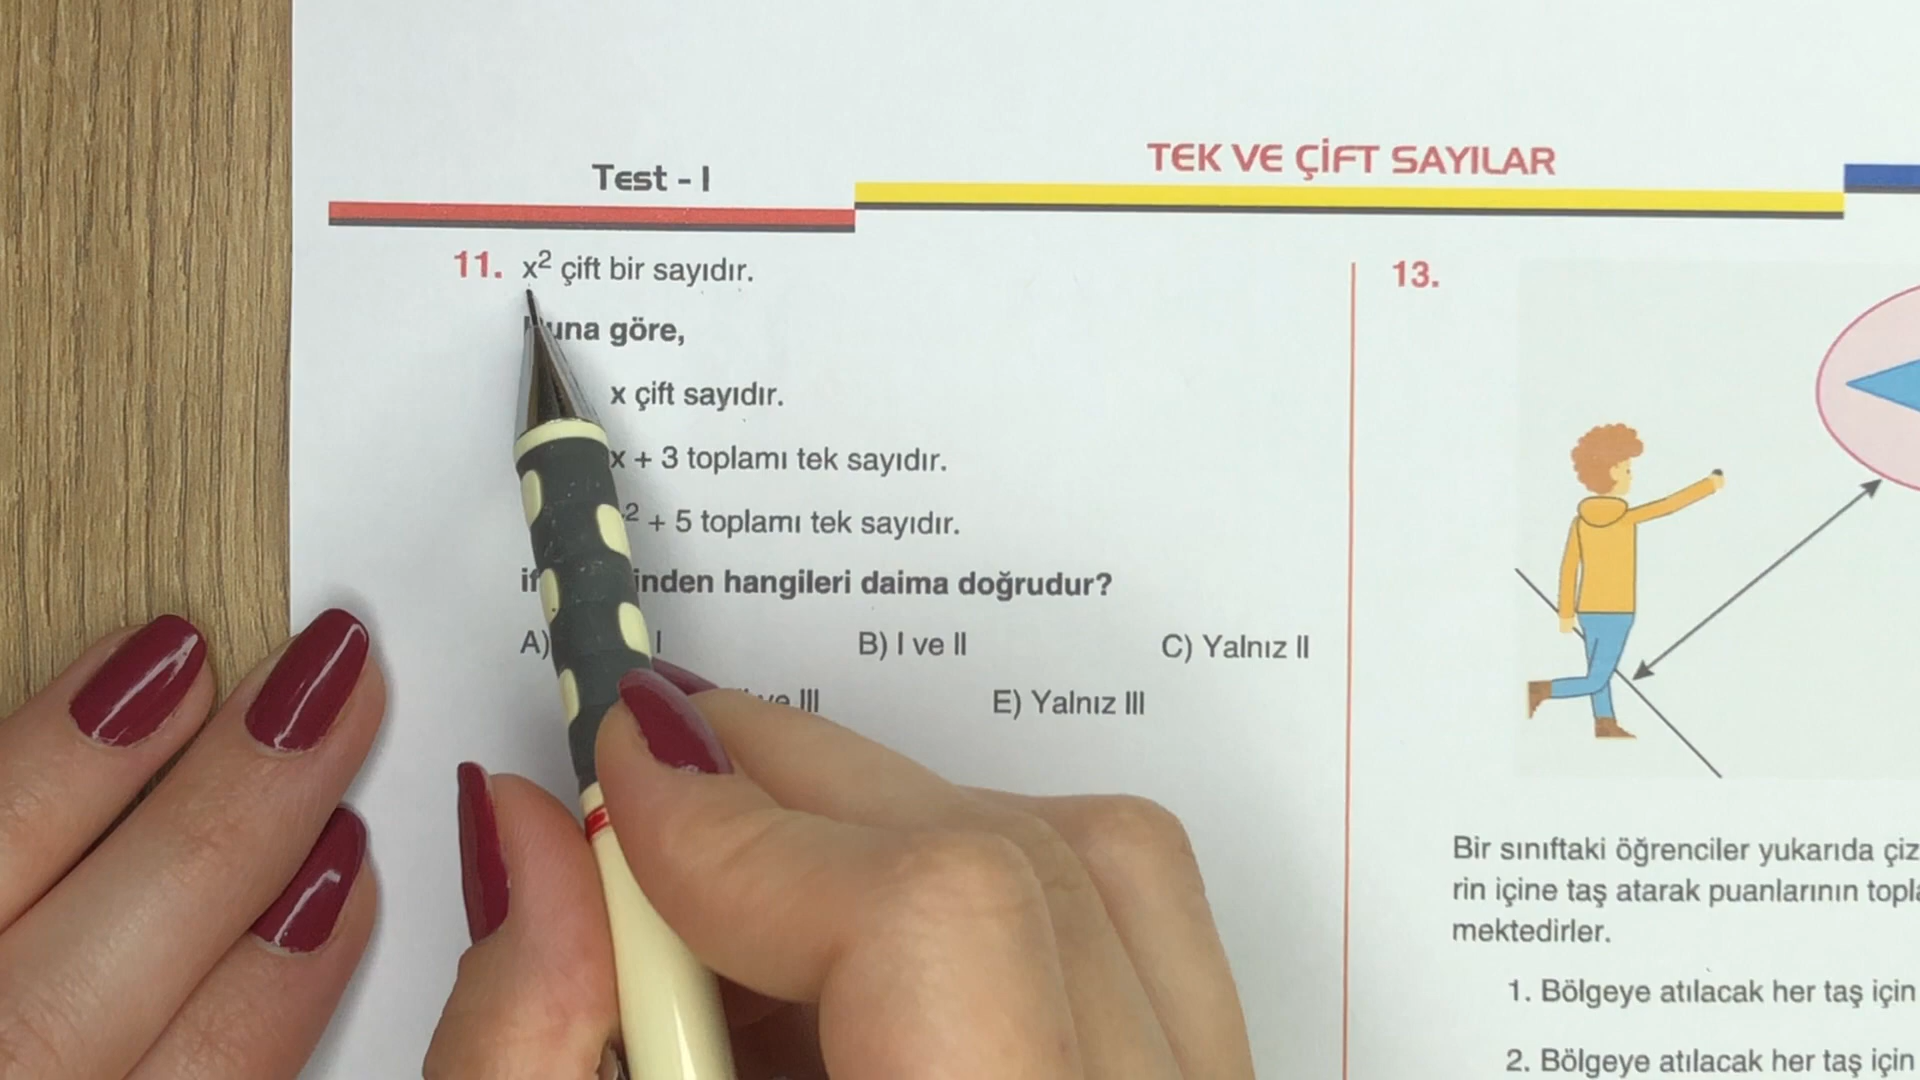 Test - I
TEK VE ÇİFT SAYILAR
11. x² çift bir sayıdır.
göre,
x çift sayıdır.
x + 3 toplamı tek sayıdır.
² + 5 toplamı tek sayıdır.
hangileri daima doğrudur?
A) I
B) I ve II
C) Yalnız II
III
E) Yalnız III
13.
Bir sınıftaki öğrenciler yukarıda çiz
rin içine taş atarak puanlarının topla
mektedirler.
1. Bölgeye atılacak her taş için
2. Bölgeye atılacak her taş için